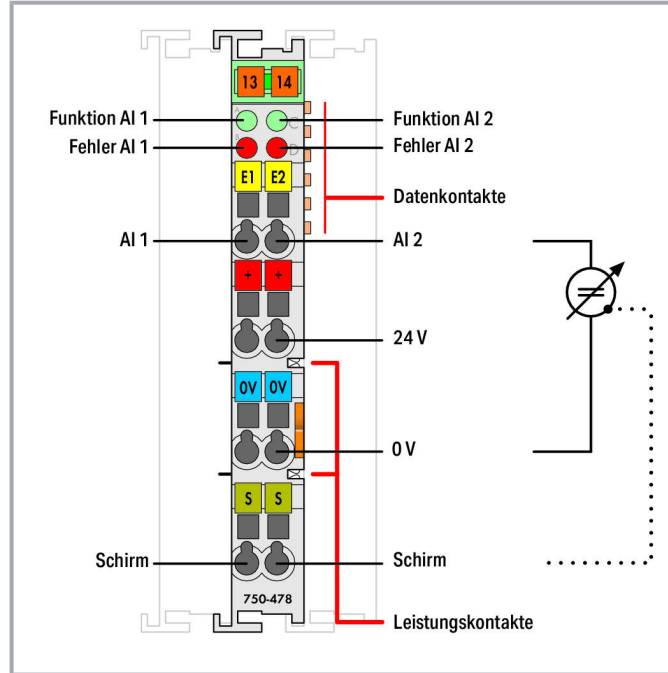 13 14
Funktion AI 1
Funktion AI 2
A C
Fehler AI 1
Fehler AI 2
B D
E1 E2
Datenkontakte
AI 1
AI 2
+ +
24 V
0V 0V
0 V
S S
Schirm
Schirm
750-478
Leistungskontakte